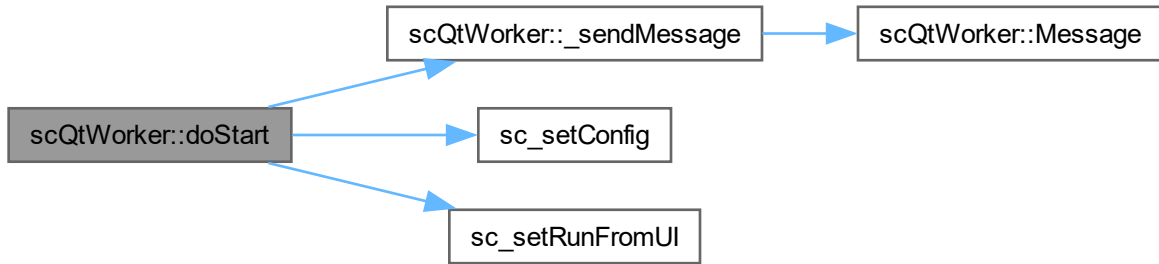 scQtWorker::_sendMessage
scQtWorker::Message
scQtWorker::doStart
sc_setConfig
sc_setRunFromUI